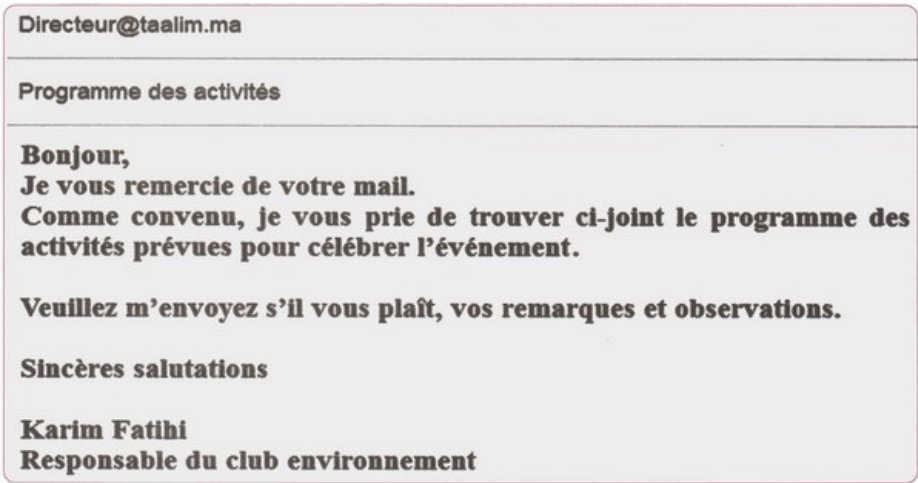 Directeur@taalim.ma
Programme des activités
Bonjour,
Je vous remercie de votre mail.
Comme convenu, je vous prie de trouver ci-joint le programme des
activités prévues pour célébrer l'événement.
Veuillez m'envoyez s'il vous plaît, vos remarques et observations.
Sincères salutations
Karim Fatihi
Responsable du club environnement